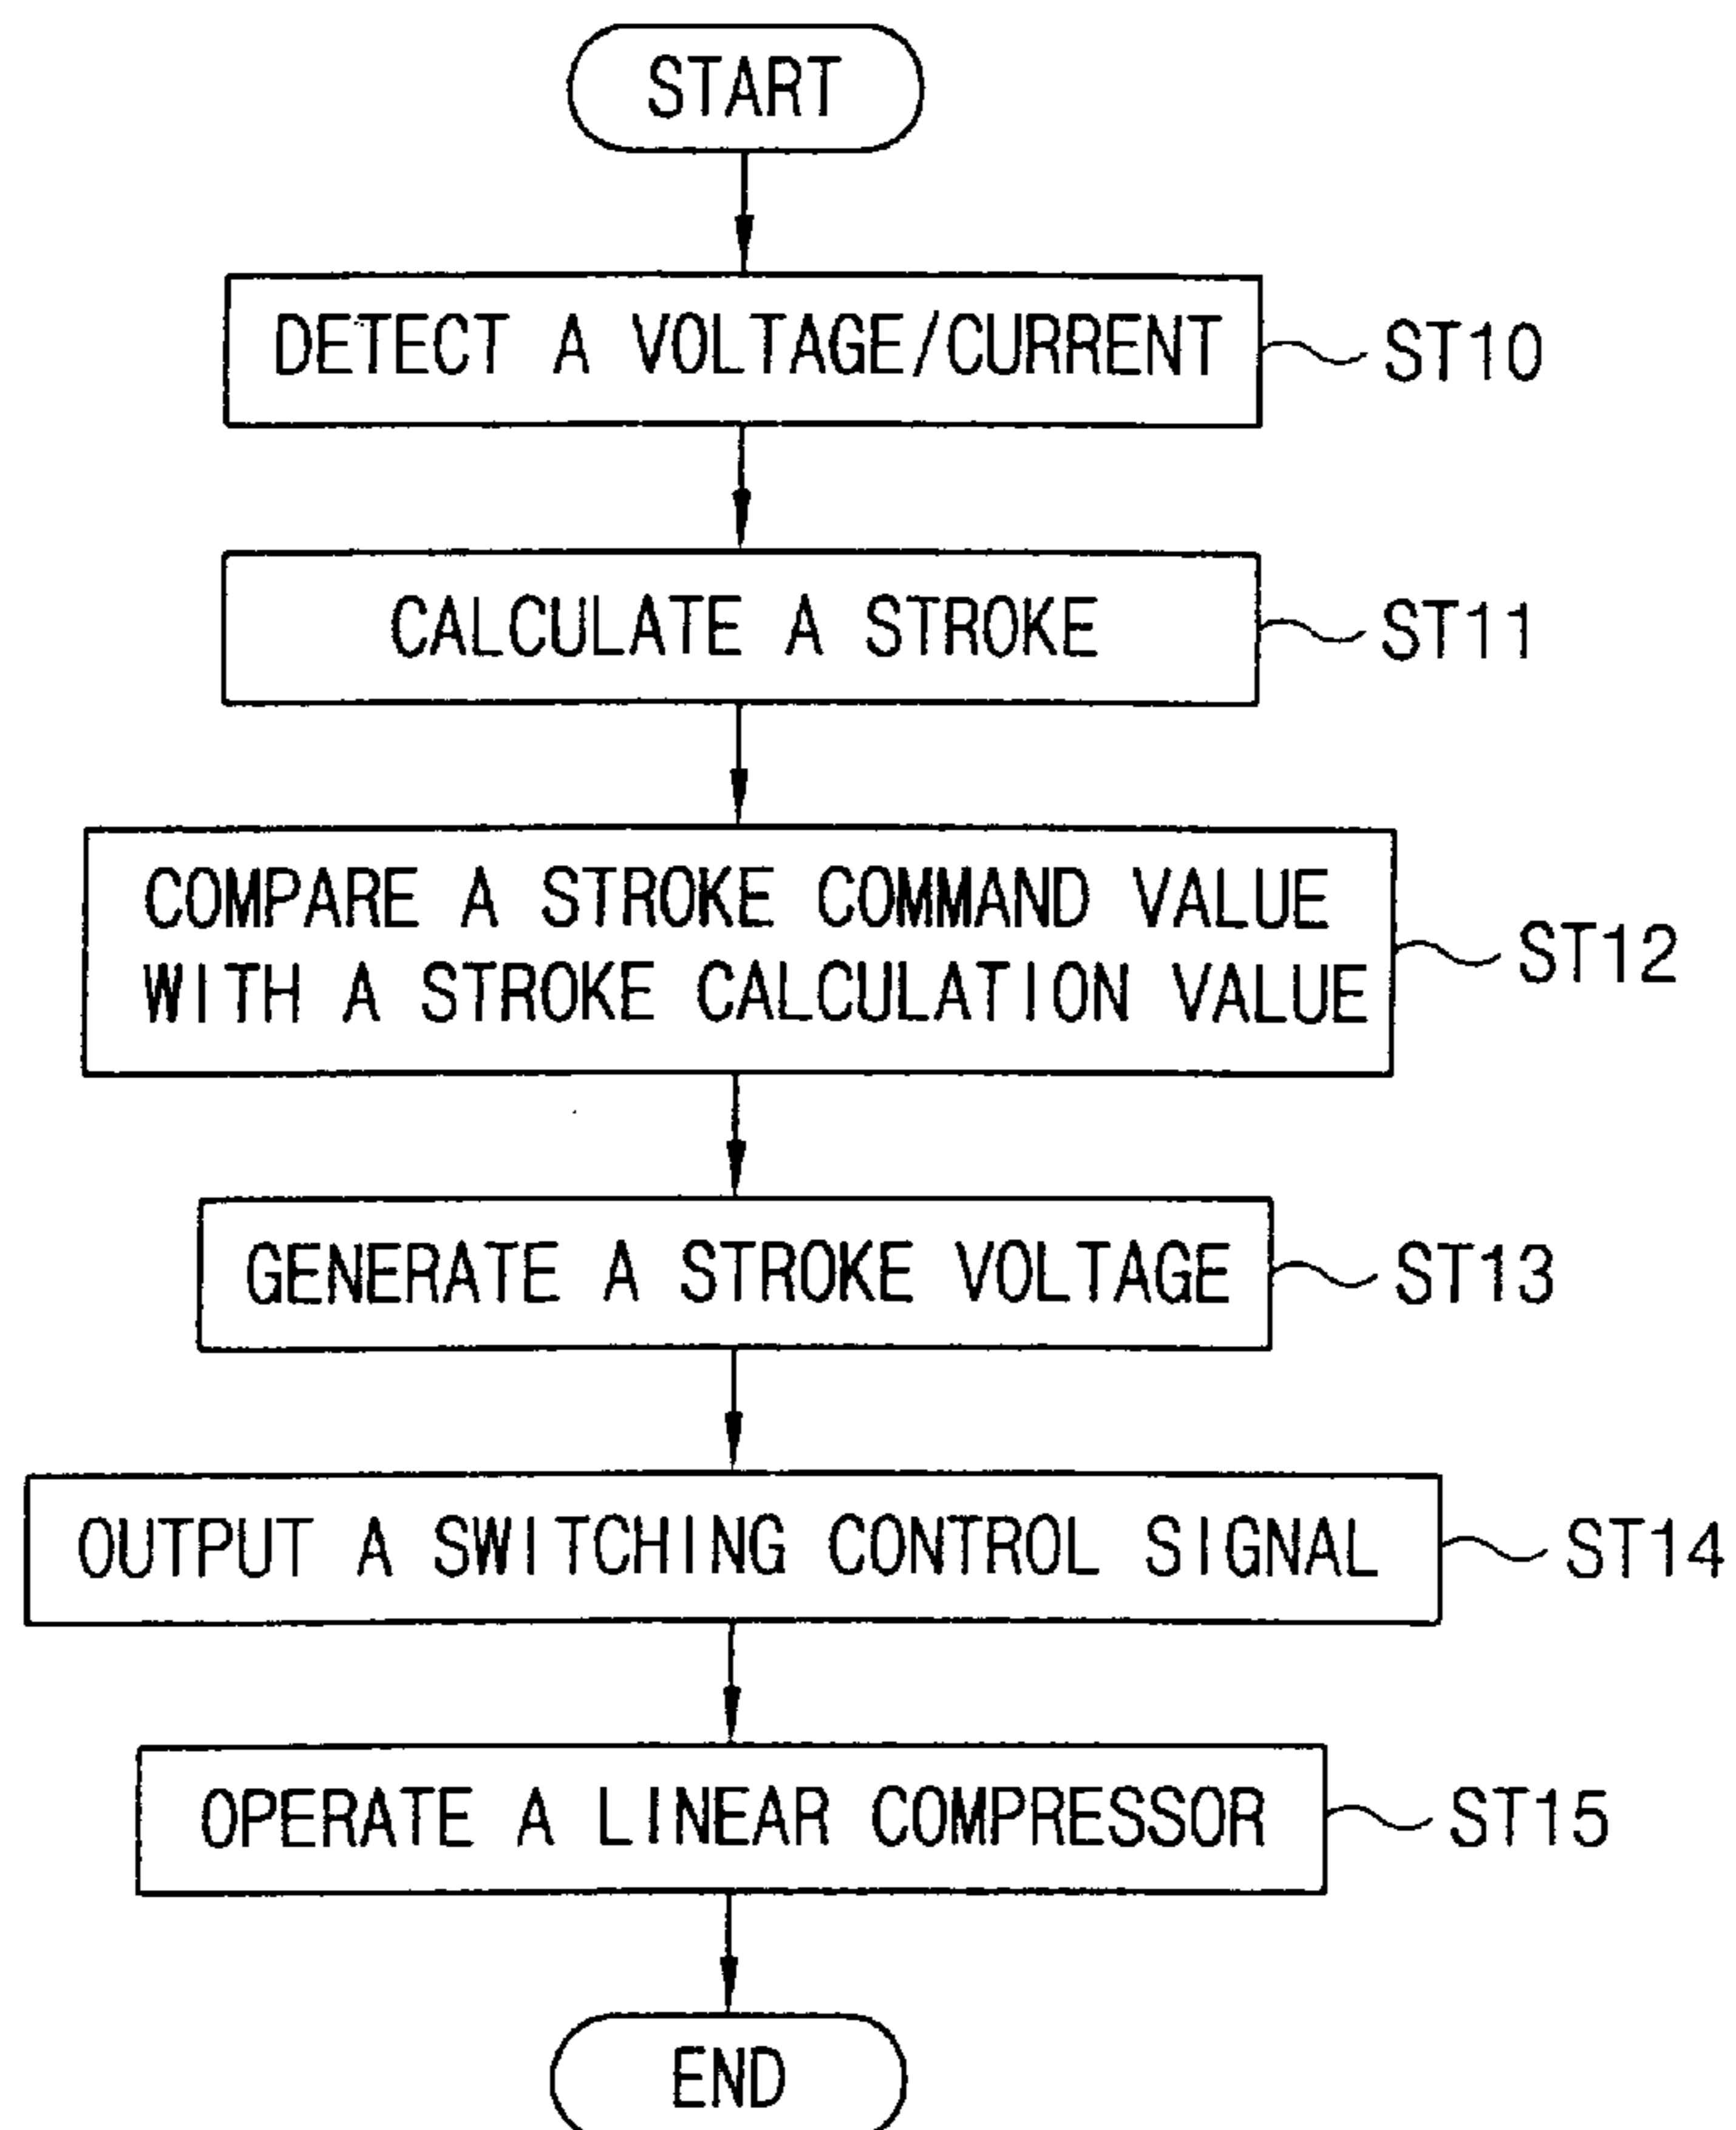 START
DETECT A VOLTAGE/CURRENT
ST10
CALCULATE A STROKE
ST11
COMPARE A STROKE COMMAND VALUE
WITH A STROKE CALCULATION VALUE
ST12
GENERATE A STROKE VOLTAGE
ST13
OUTPUT A SWITCHING CONTROL SIGNAL
ST14
OPERATE A LINEAR COMPRESSOR
ST15
END